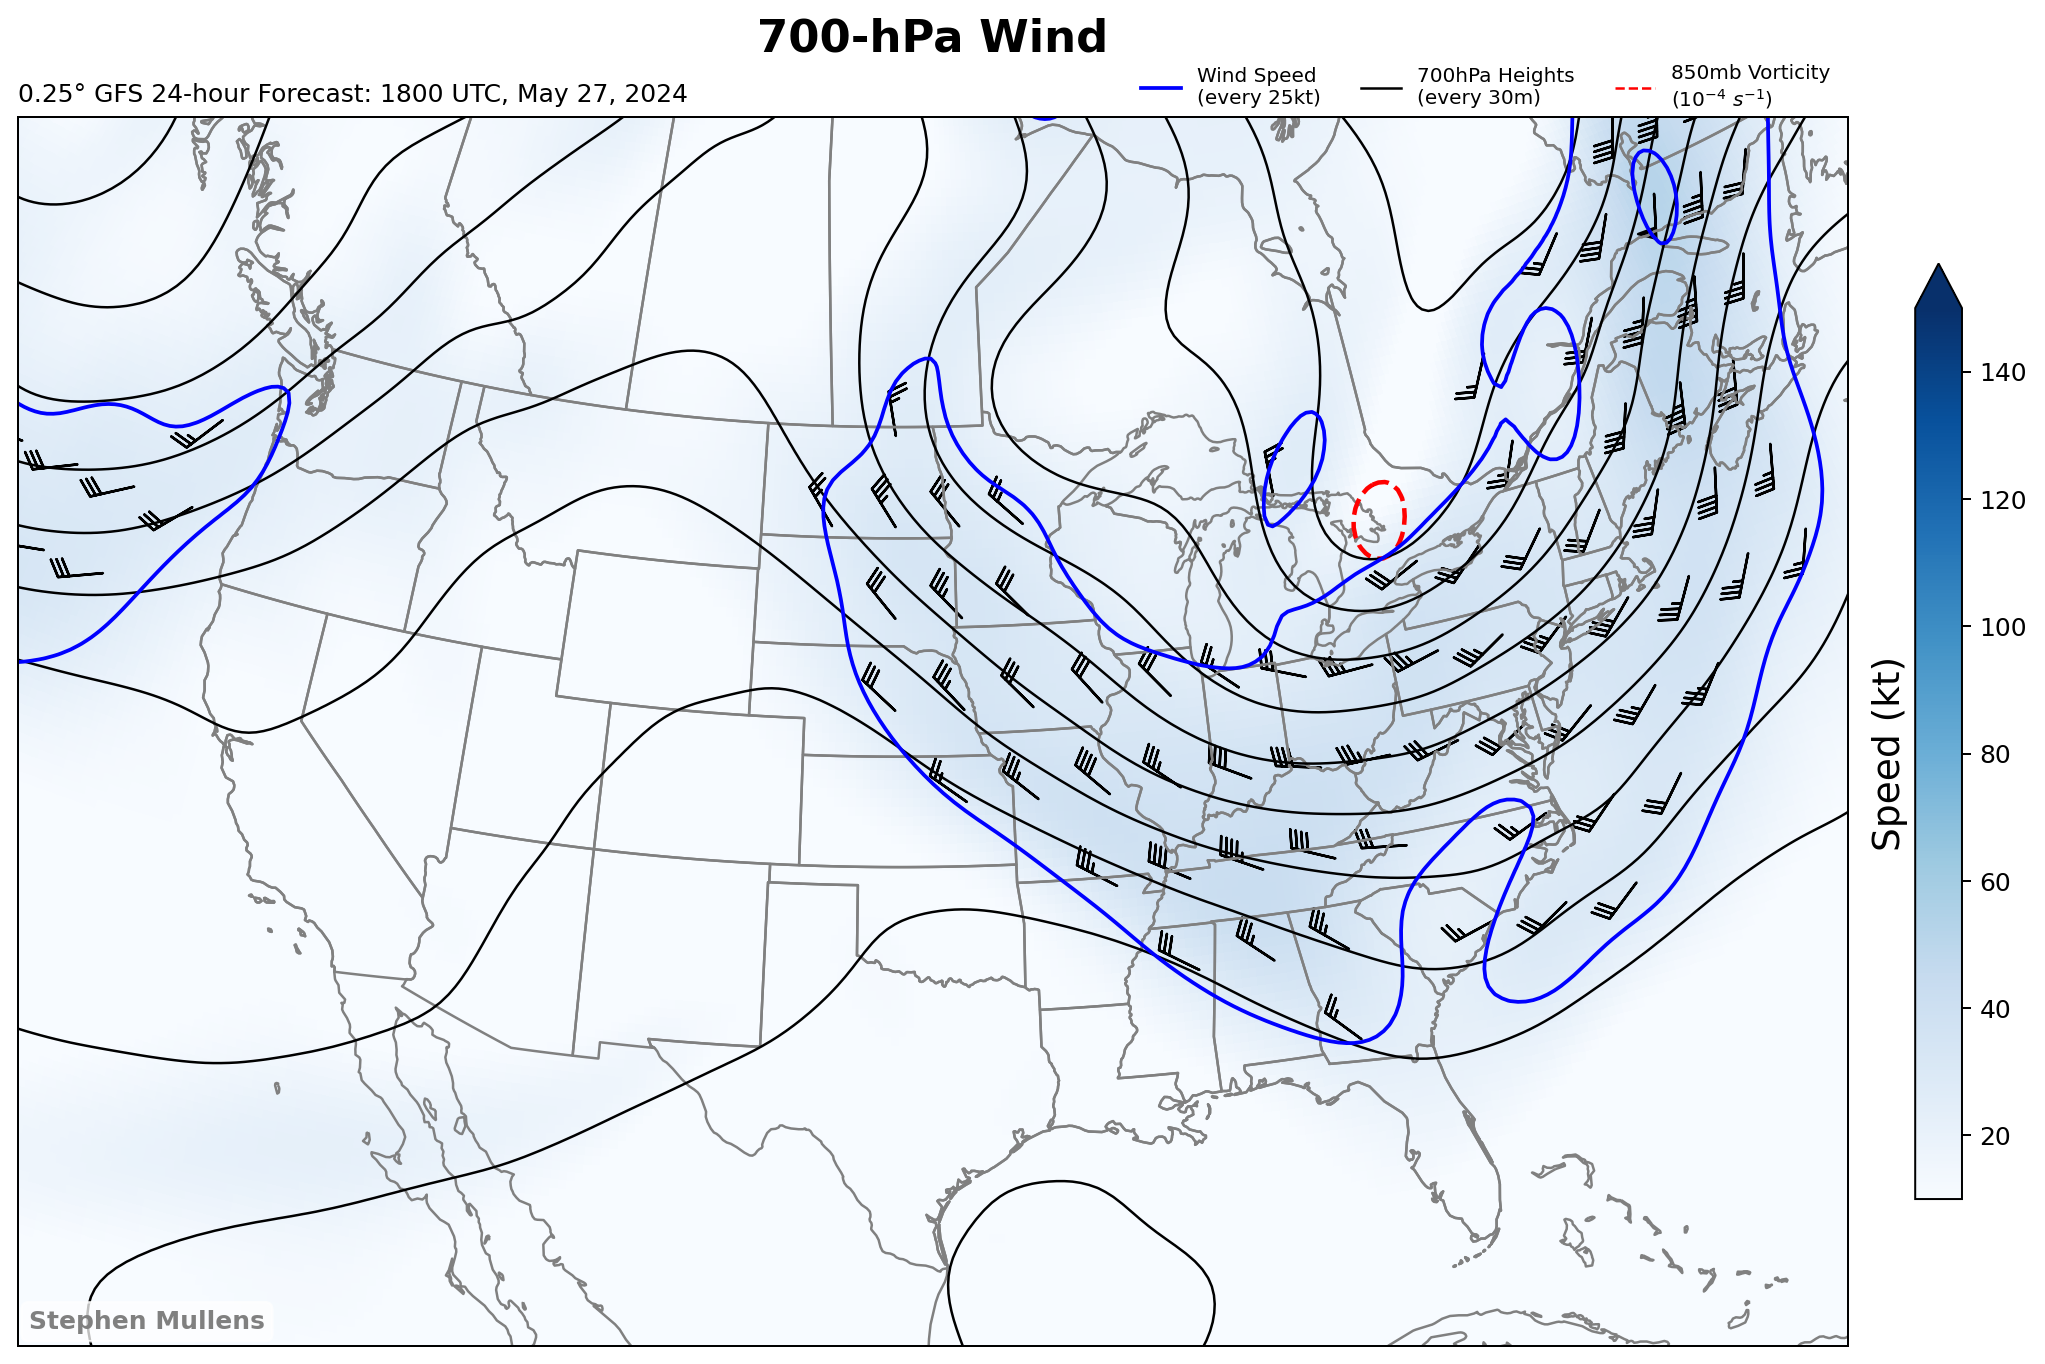 700-hPa Wind
0.25° GFS 24-hour Forecast: 1800 UTC, May 27, 2024
Wind Speed
(every 25kt)
700hPa Heights
(every 30m)
850mb Vorticity
(10⁻⁴ s⁻¹)
140
120
100
80
60
40
20
Speed (kt)
Stephen Mullens